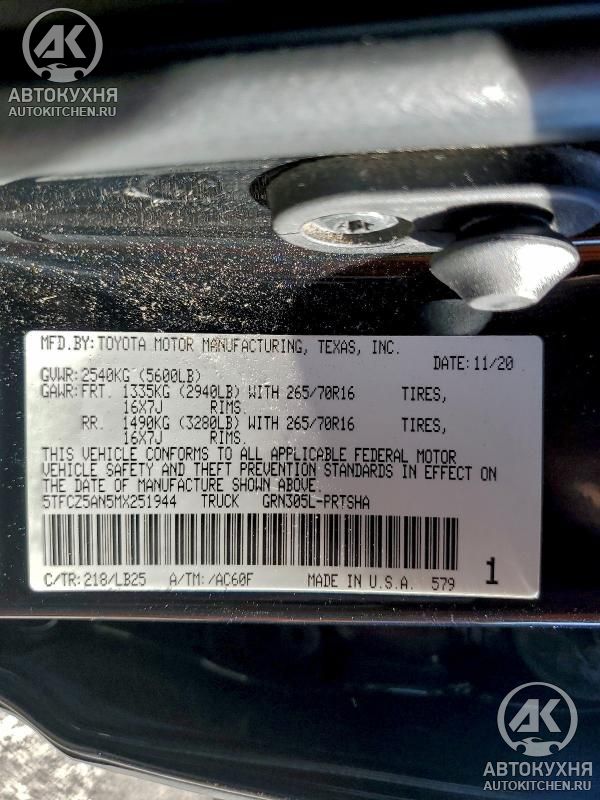 AK
АВТОКУХНЯ
AUTOKITCHEN.RU
MFD.BY: TOYOTA MOTOR MANUFACTURING, TEXAS, INC.
DATE: 11/20
GVWR: 2540KG (5600LB)
GAWR: FRT. 1335KG (2940LB) WITH 265/70R16 TIRES,
16X7J RIMS.
RR. 1490KG (3280LB) WITH 265/70R16 TIRES,
16X7J RIMS.
THIS VEHICLE CONFORMS TO ALL APPLICABLE FEDERAL MOTOR
VEHICLE SAFETY AND THEFT PREVENTION STANDARDS IN EFFECT ON
THE DATE OF MANUFACTURE SHOWN ABOVE.
5TFCZ5AN5MX251944 TRUCK GRN305L-PRTSHA
C/TR: 218/LB25 A/TM: /AC60F MADE IN U.S.A. 579 1
AK
АВТОКУХНЯ
AUTOKITCHEN.RU